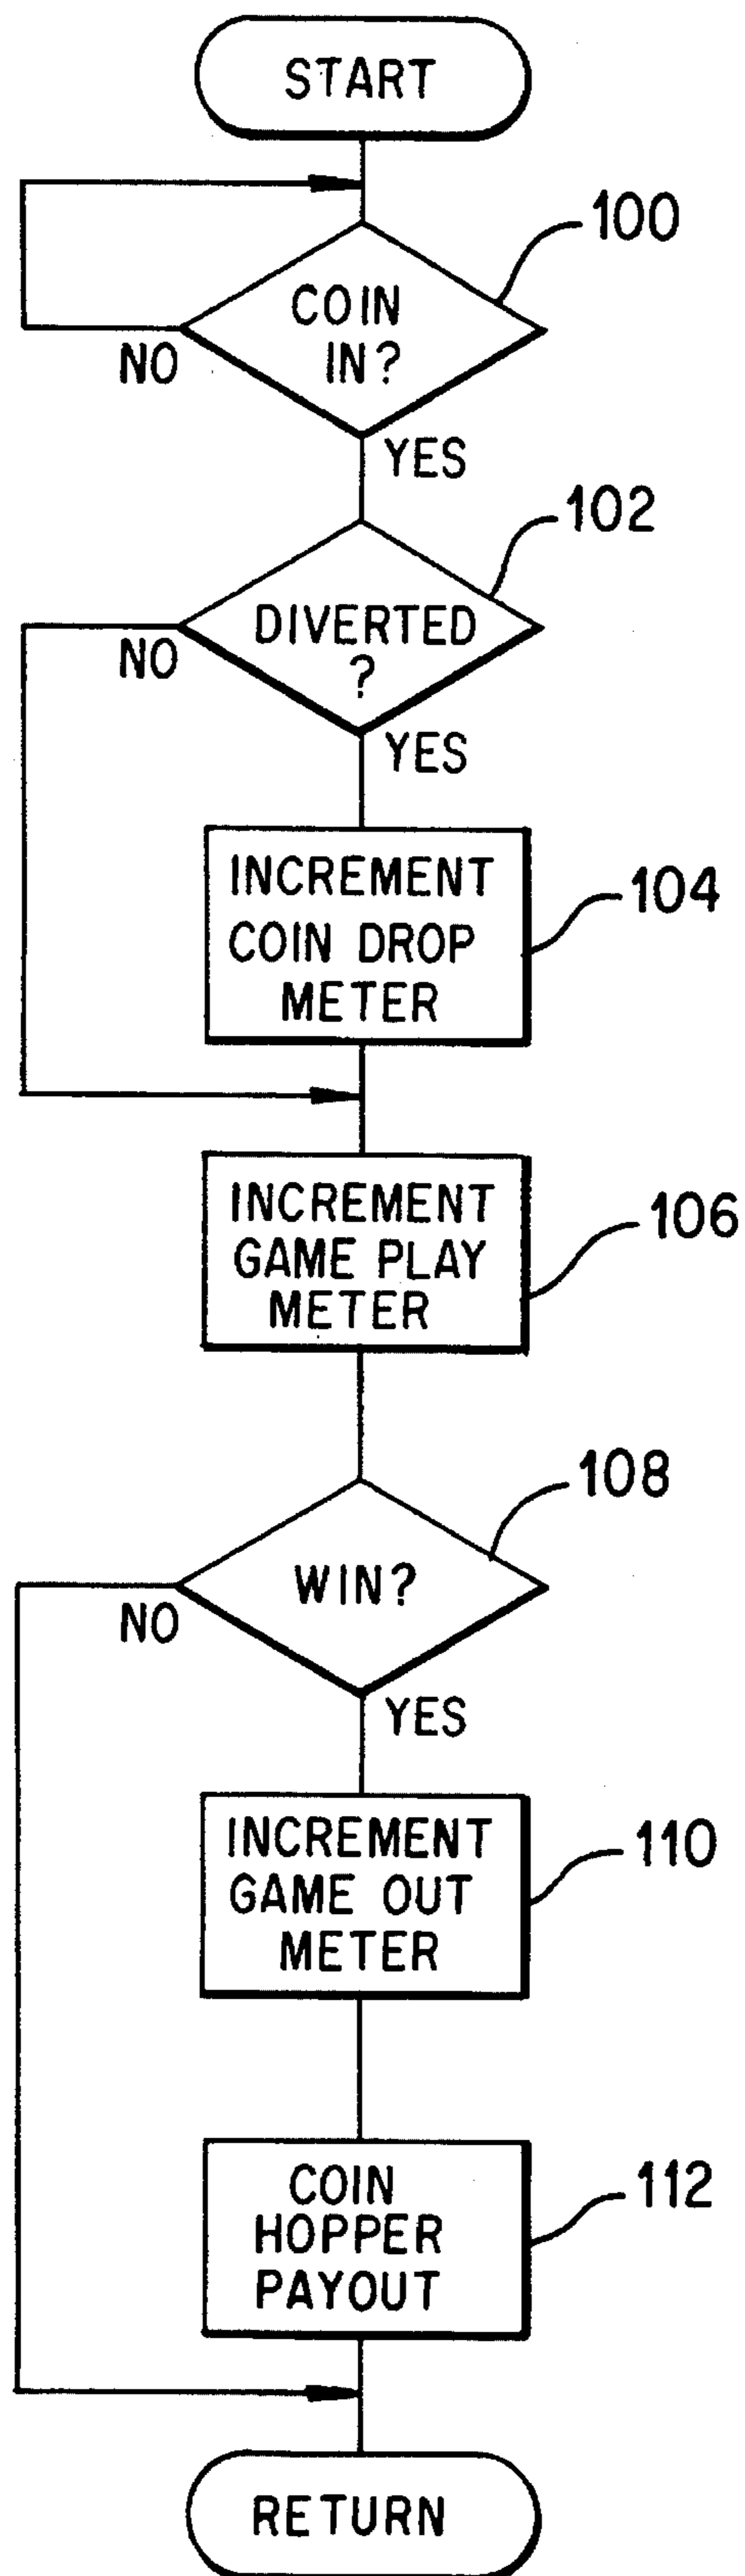 START
100
COIN
IN?
NO
YES
102
DIVERTED
?
NO
YES
INCREMENT
COIN DROP
METER
104
INCREMENT
GAME PLAY
METER
106
108
WIN?
NO
YES
INCREMENT
GAME OUT
METER
110
COIN
HOPPER
PAYOUT
112
RETURN